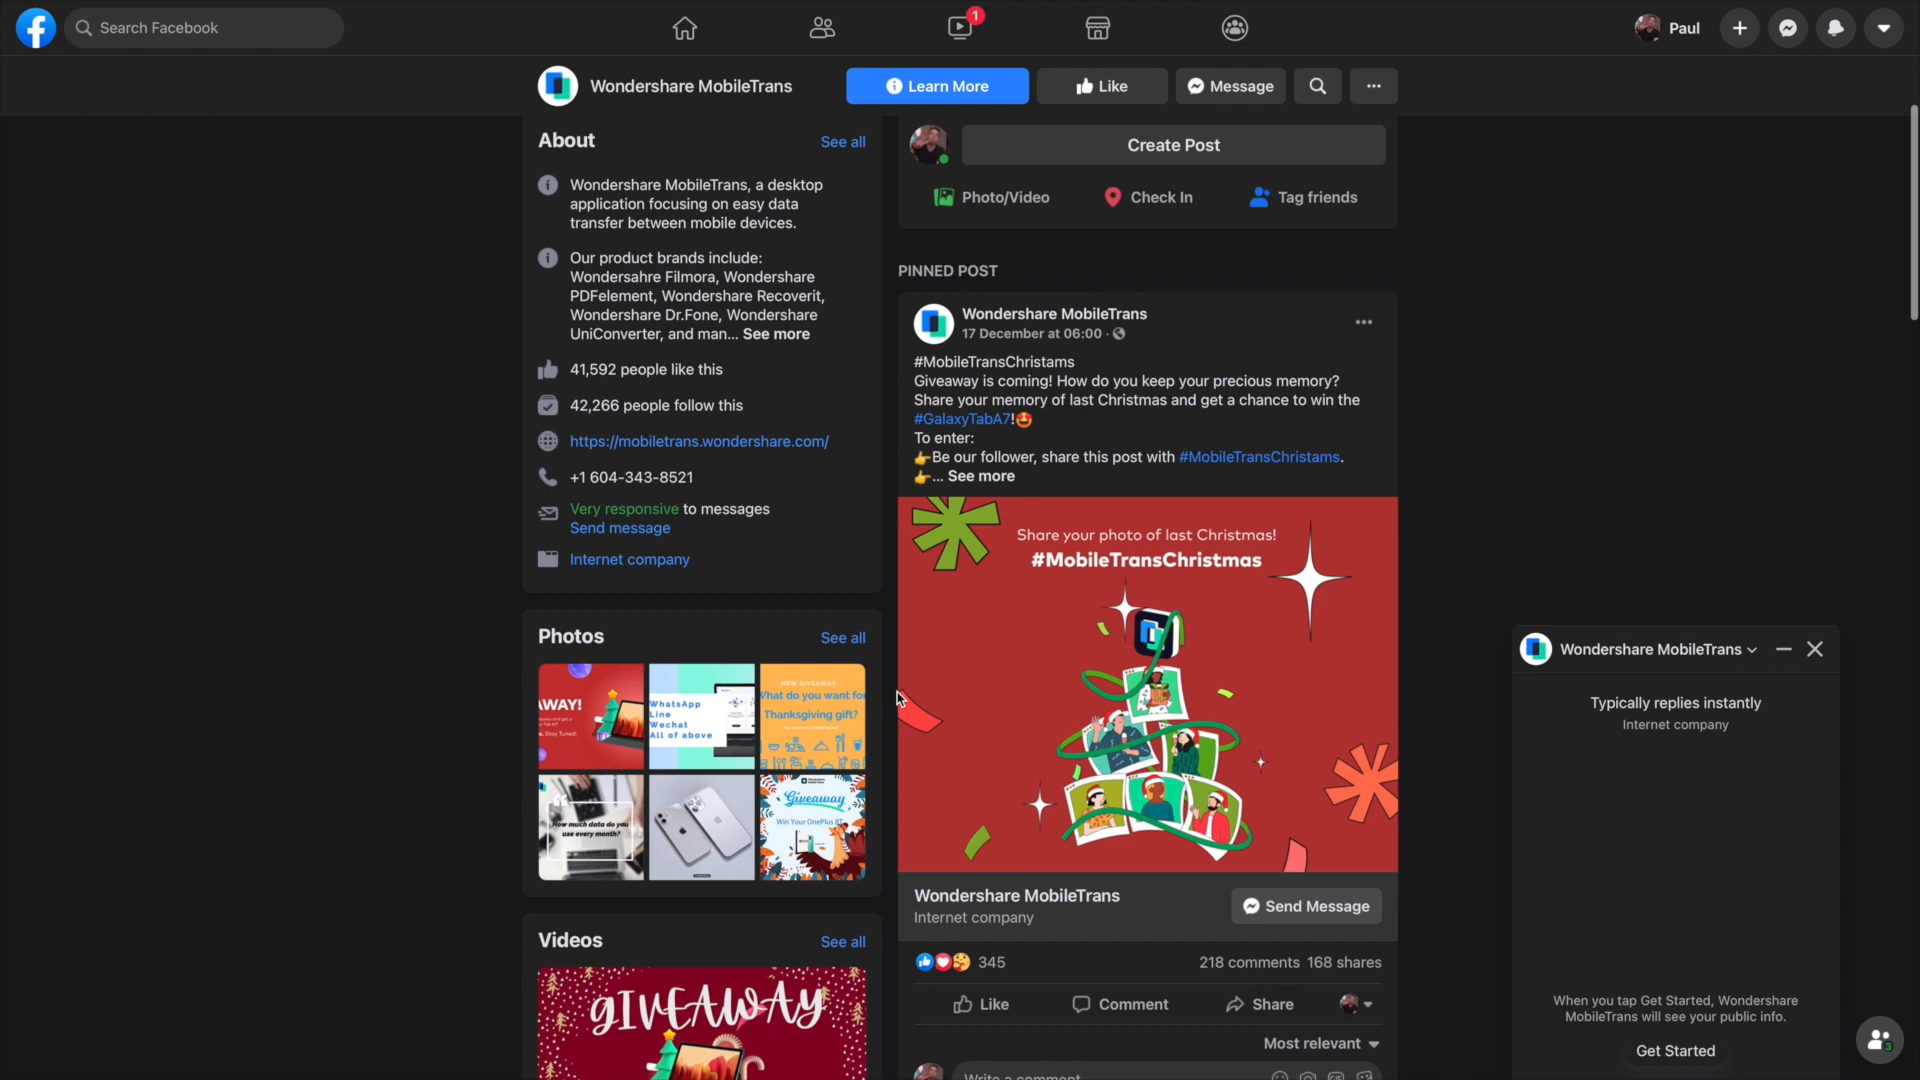 Search Facebook
1
Paul
Wondershare MobileTrans
Learn More
Like
Message
About
See all
Wondershare MobileTrans, a desktop
application focusing on easy data
transfer between mobile devices.
Our product brands include:
Wondersahre Filmora, Wondershare
PDFelement, Wondershare Recoverit,
Wondershare Dr.Fone, Wondershare
UniConverter, and man... See more
41,592 people like this
42,266 people follow this
https://mobiletrans.wondershare.com/
+1 604-343-8521
Very responsive to messages
Send message
Internet company
Photos
See all
AWAY!
Stay Tuned!
WhatsApp
Line
Wechat
All of above
NEW GIVEAWAY
What do you want for
Thanksgiving gift?
How much data do you
use every month?
Giveaway
Win Your OnePlus 8T
Videos
See all
GIVEAWAY
Create Post
Photo/Video
Check In
Tag friends
PINNED POST
Wondershare MobileTrans
17 December at 06:00 ·
#MobileTransChristams
Giveaway is coming! How do you keep your precious memory?
Share your memory of last Christmas and get a chance to win the
#GalaxyTabA7!🤩
To enter:
👉Be our follower, share this post with #MobileTransChristams.
👉... See more
Share your photo of last Christmas!
#MobileTransChristmas
Wondershare MobileTrans
Internet company
Send Message
345
218 comments 168 shares
Like
Comment
Share
Most relevant
Write a comment
Wondershare MobileTrans
Typically replies instantly
Internet company
When you tap Get Started, Wondershare
MobileTrans will see your public info.
Get Started
3